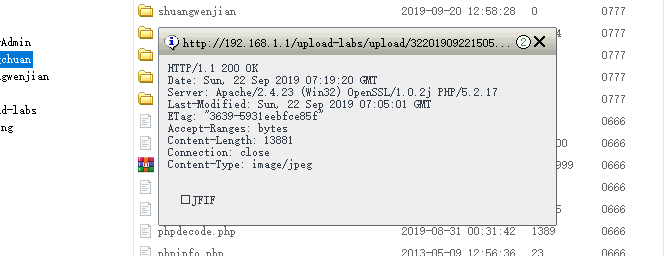 shuangwenjian 2019-09-20 12:58:28 0 0777
Admin
chuan
ngwenjian
d-labs
ng
http://192.168.1.1/upload-labs/upload/32201909221505... ②
HTTP/1.1 200 OK
Date: Sun, 22 Sep 2019 07:19:20 GMT
Server: Apache/2.4.23 (Win32) OpenSSL/1.0.2j PHP/5.2.17
Last-Modified: Sun, 22 Sep 2019 07:05:01 GMT
ETag: "3639-5931eebfce85f"
Accept-Ranges: bytes
Content-Length: 13881
Connection: close
Content-Type: image/jpeg
□JFIF
4 0777
0777
0777
0666
00 0666
999 0666
0666
5 0666
phpdecode.php 2019-08-31 00:31:42 1389 0666
phpinfo.php 2013-05-09 12:56:36 23 0666